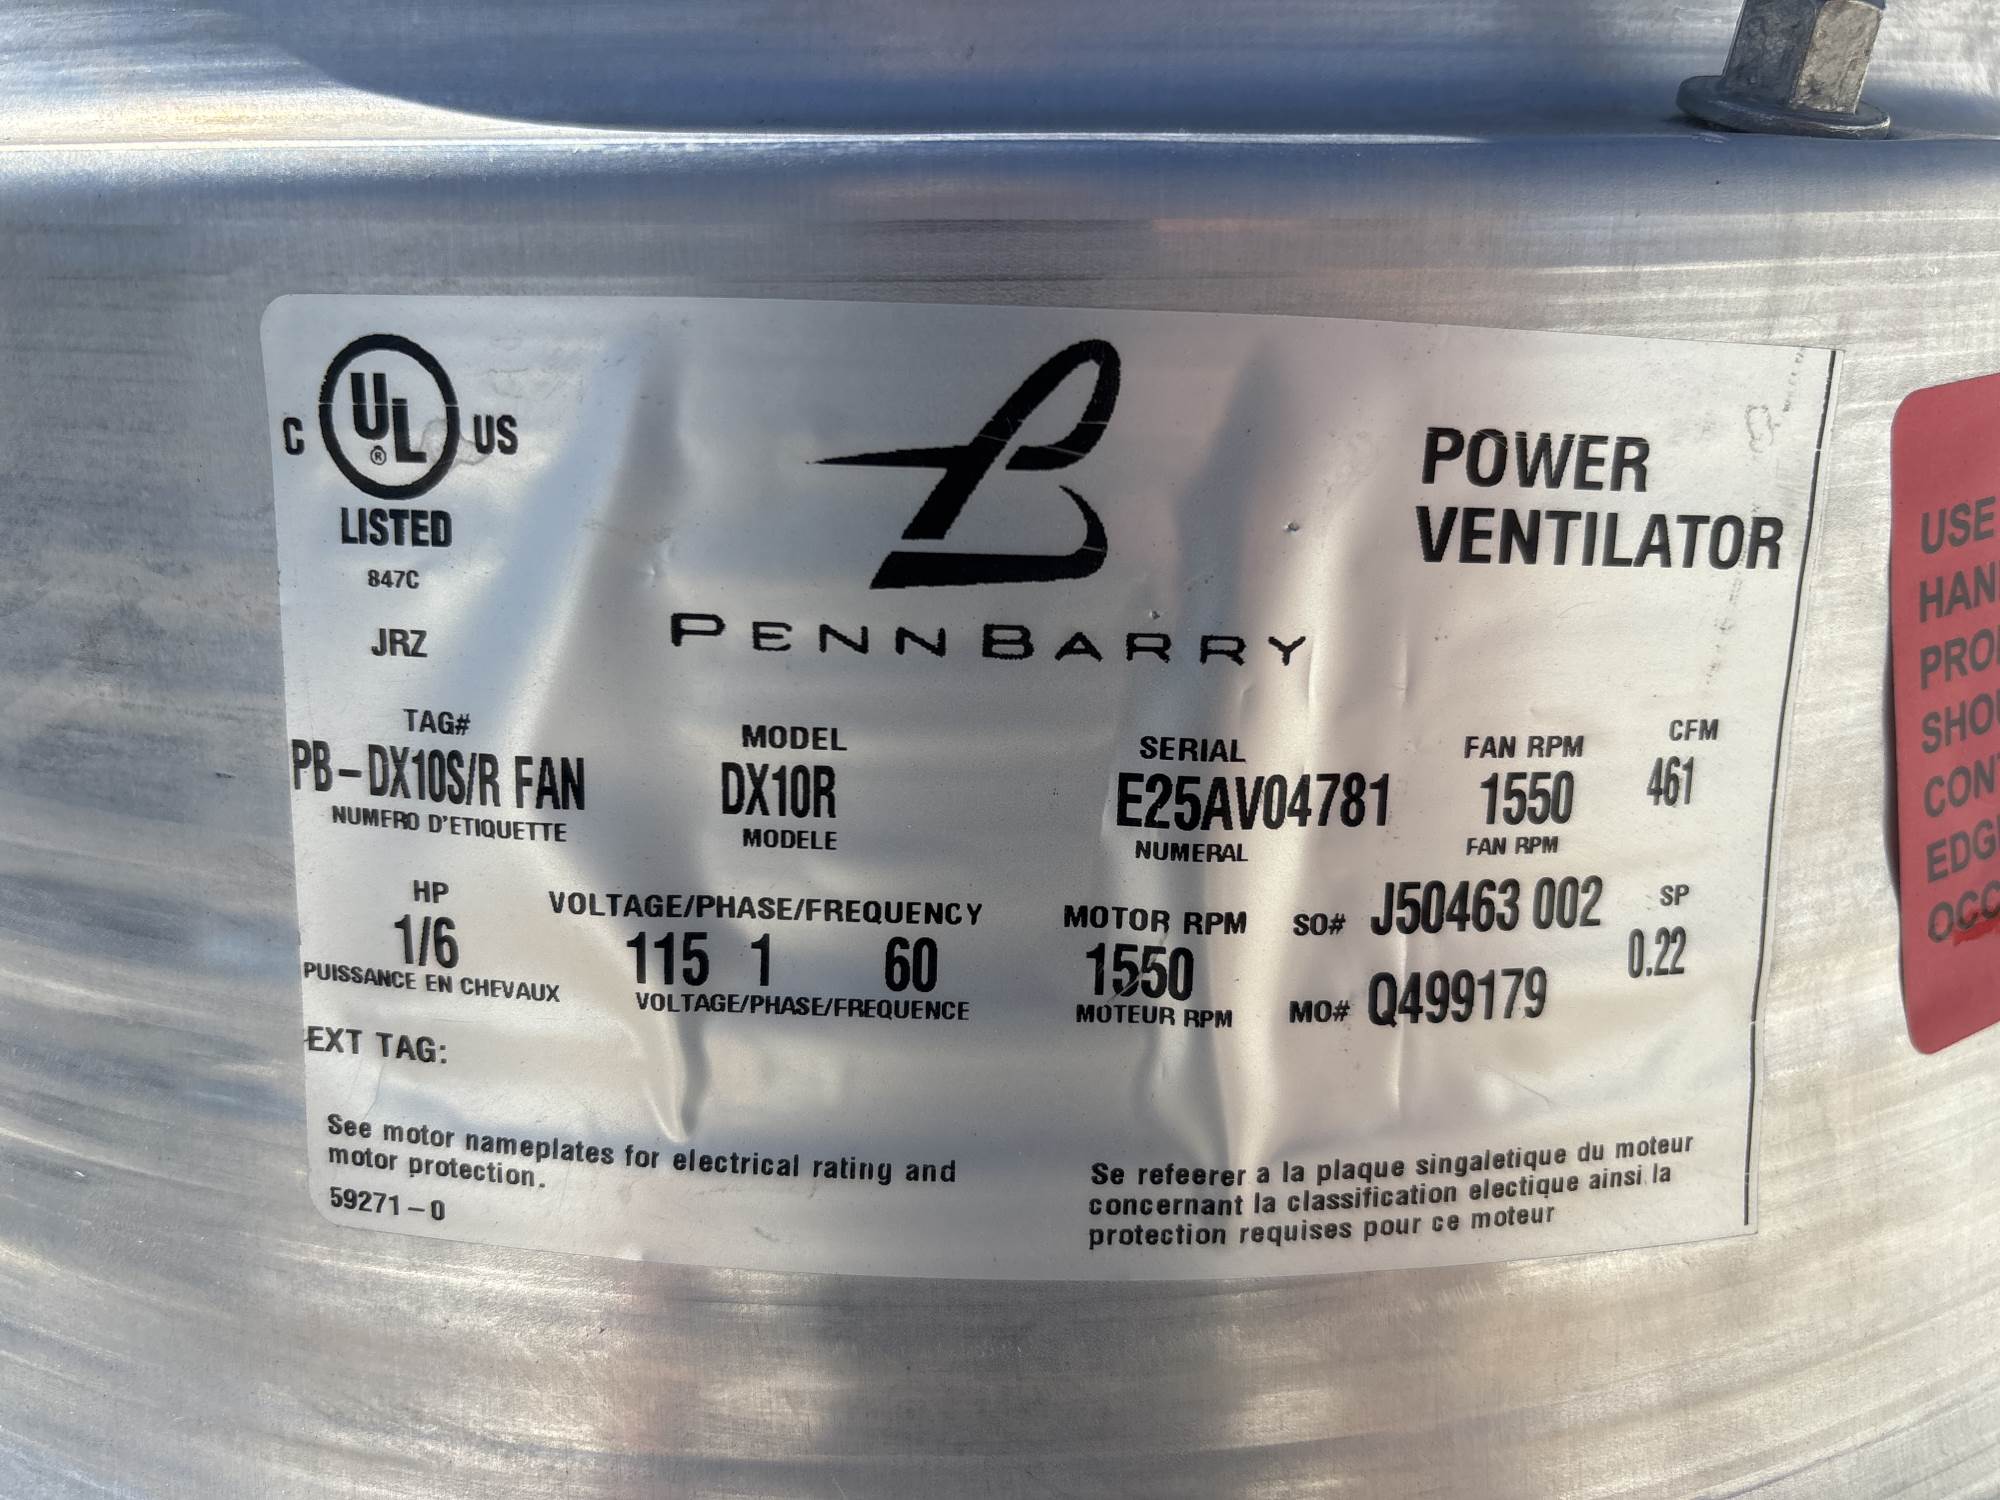 C UL ® US
LISTED
847C
JRZ
PENNBARRY
POWER
VENTILATOR
TAG#
PB-DX10S/R FAN
NUMERO D'ETIQUETTE
MODEL
DX10R
MODELE
SERIAL
E25AV04781
NUMERAL
FAN RPM
1550
FAN RPM
CFM
461
HP
1/6
PUISSANCE EN CHEVAUX
VOLTAGE/PHASE/FREQUENCY
115 1 60
VOLTAGE/PHASE/FREQUENCE
MOTOR RPM
1550
MOTEUR RPM
SO# J50463 002
MO# Q499179
SP
0.22
EXT TAG:
See motor nameplates for electrical rating and
motor protection.
59271-0
Se refeerer a la plaque singaletique du moteur
concernant la classification electique ainsi la
protection requises pour ce moteur
USE